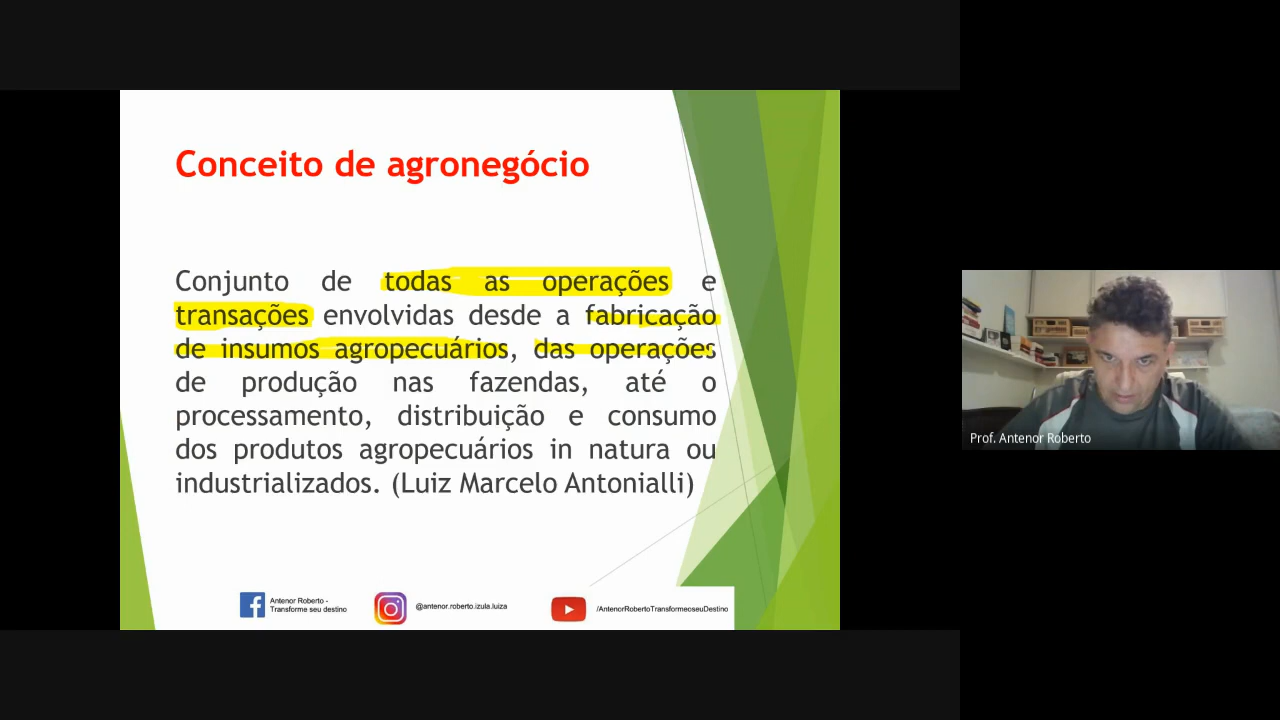 Conceito de agronegócio
Conjunto de todas as operações e
transações envolvidas desde a fabricação
de insumos agropecuários, das operações
de produção nas fazendas, até o
processamento, distribuição e consumo
dos produtos agropecuários in natura ou
industrializados. (Luiz Marcelo Antonialli)
Antenor Roberto -
Transforme seu destino
@antenor.roberto.izula.luiza
/AntenorRobertoTransformeoseuDestino
Prof. Antenor Roberto